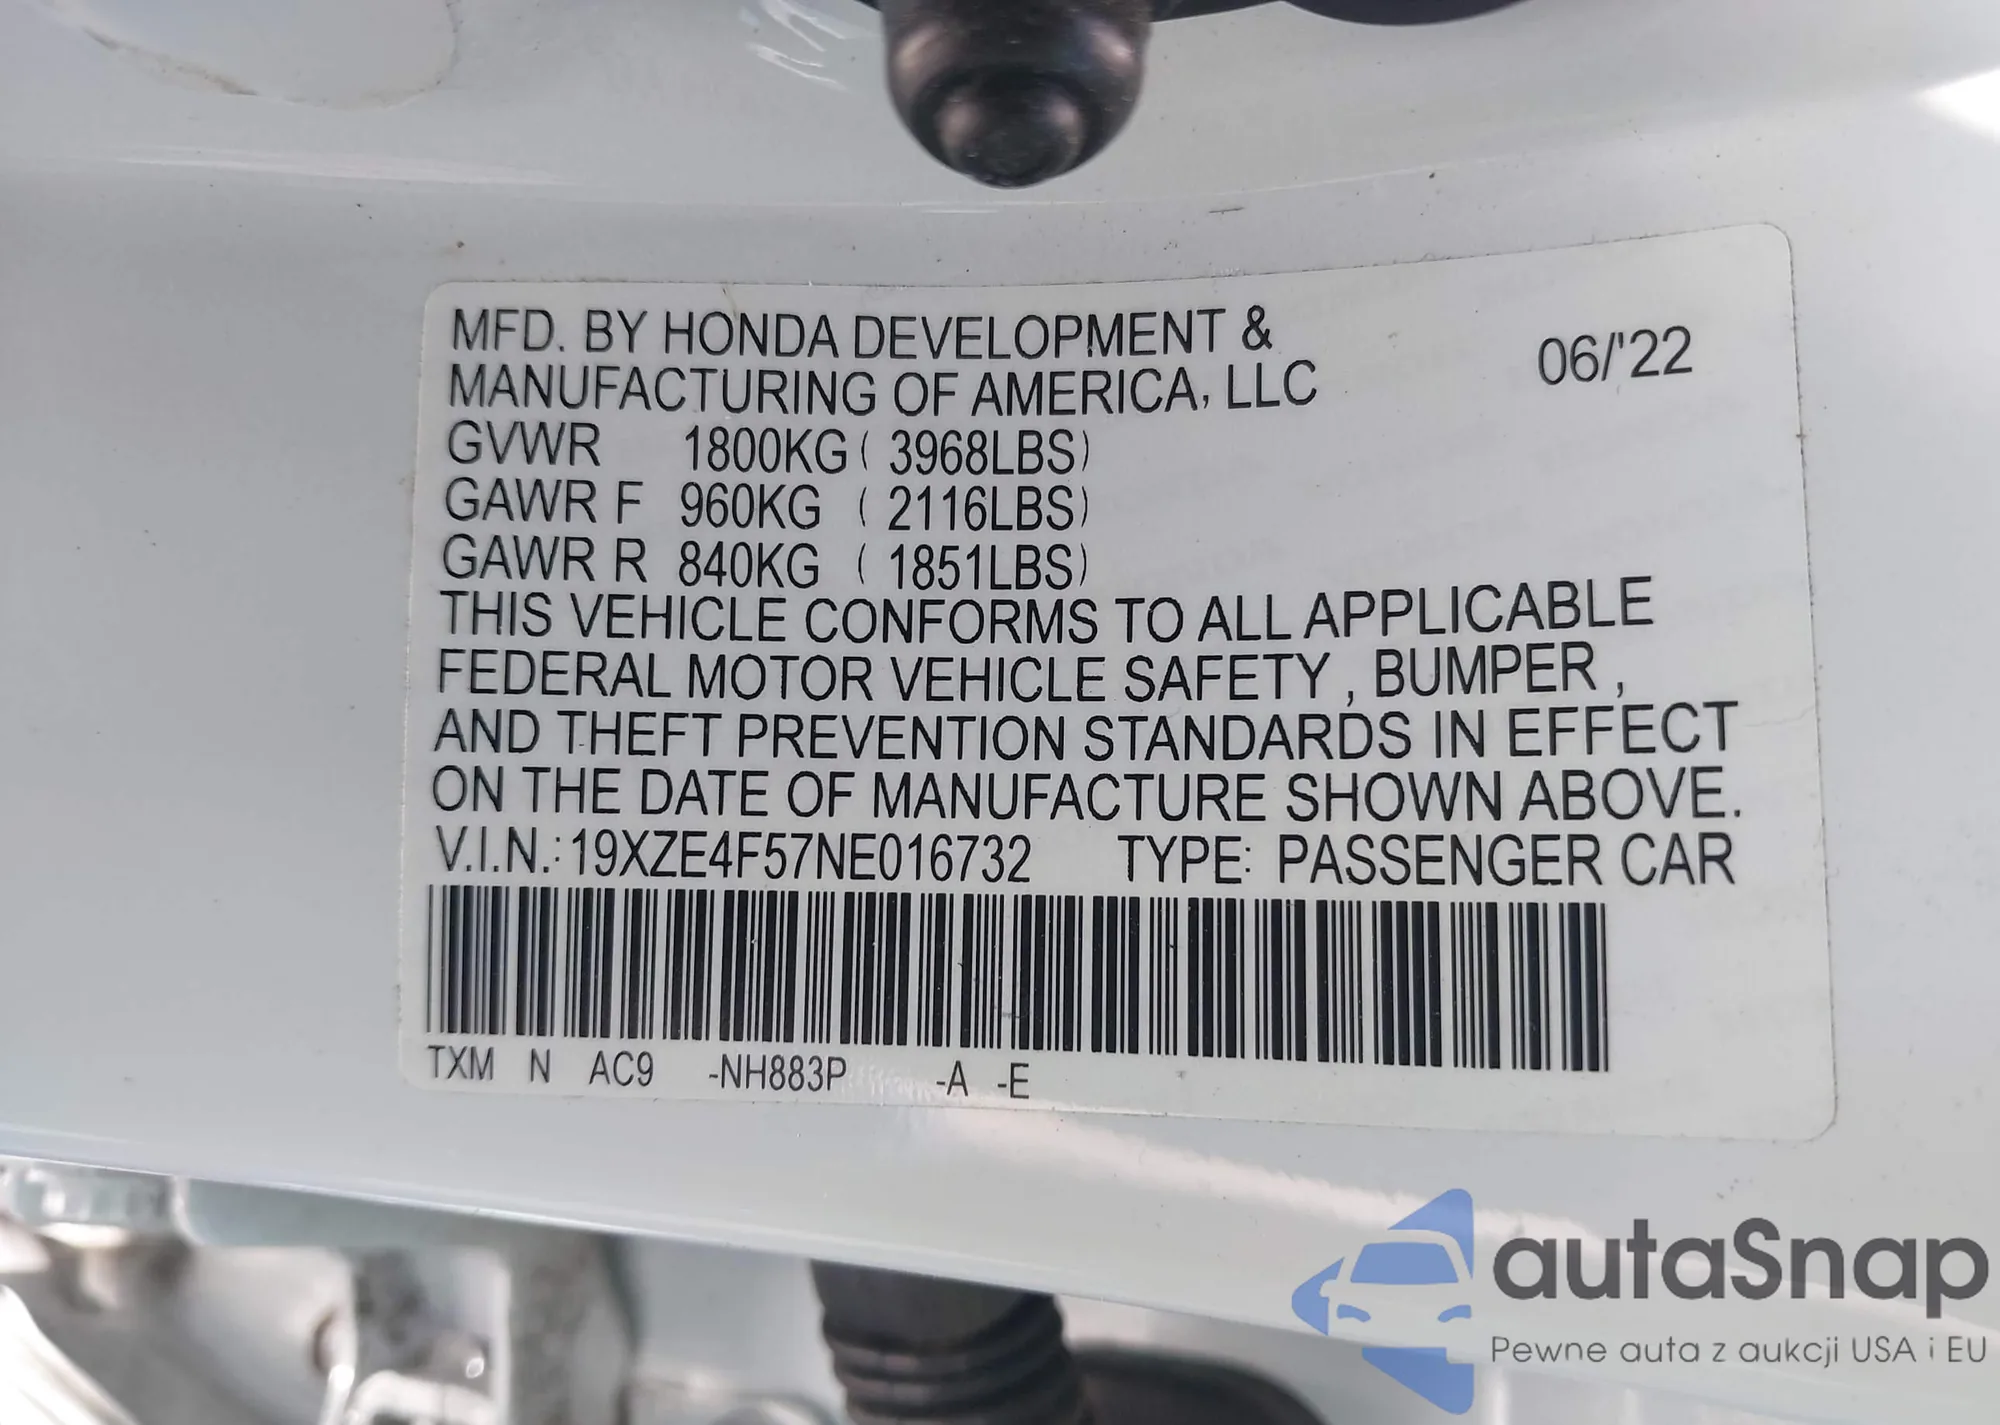 MFD. BY HONDA DEVELOPMENT &
MANUFACTURING OF AMERICA, LLC
06/'22
GVWR 1800KG ( 3968LBS)
GAWR F 960KG ( 2116LBS)
GAWR R 840KG ( 1851LBS)
THIS VEHICLE CONFORMS TO ALL APPLICABLE
FEDERAL MOTOR VEHICLE SAFETY , BUMPER ,
AND THEFT PREVENTION STANDARDS IN EFFECT
ON THE DATE OF MANUFACTURE SHOWN ABOVE.
V.I.N.: 19XZE4F57NE016732 TYPE: PASSENGER CAR
TXM N AC9 -NH883P -A -E
autaSnap
Pewne auta z aukcji USA i EU